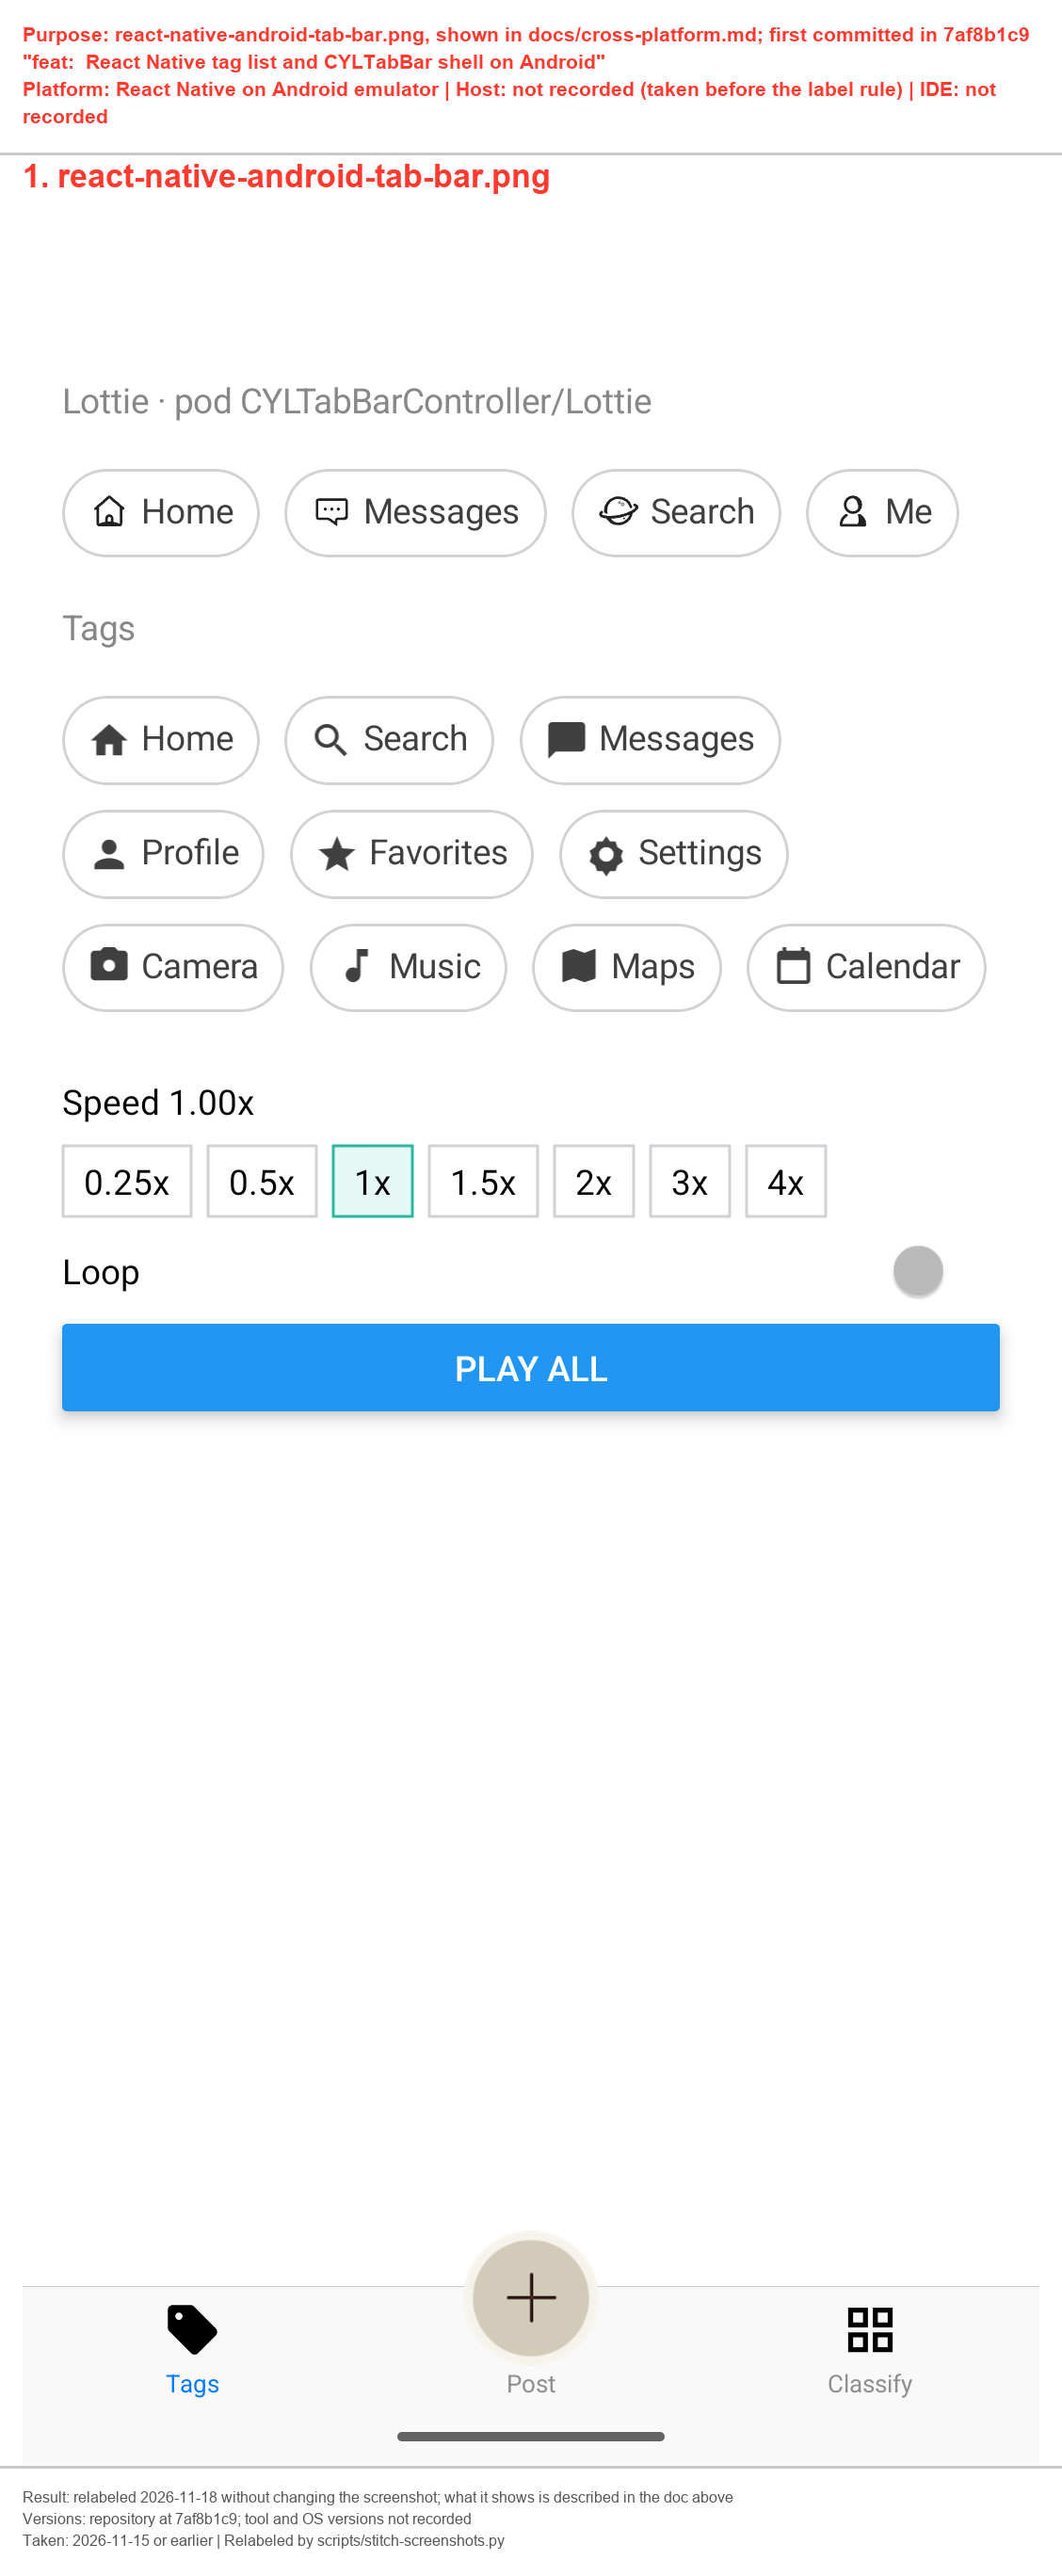 Purpose: react-native-android-tab-bar.png, shown in docs/cross-platform.md; first committed in 7af8b1c9
"feat:  React Native tag list and CYLTabBar shell on Android"
Platform: React Native on Android emulator | Host: not recorded (taken before the label rule) | IDE: not
recorded
1. react-native-android-tab-bar.png
Lottie · pod CYLTabBarController/Lottie
Home Messages Search Me
Tags
Home Search Messages
Profile Favorites Settings
Camera Music Maps Calendar
Speed 1.00x
0.25x 0.5x 1x 1.5x 2x 3x 4x
Loop
PLAY ALL
Tags Post Classify
Result: relabeled 2026-11-18 without changing the screenshot; what it shows is described in the doc above
Versions: repository at 7af8b1c9; tool and OS versions not recorded
Taken: 2026-11-15 or earlier | Relabeled by scripts/stitch-screenshots.py